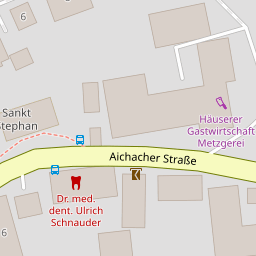 6
Sankt
Stephan
Häuserer
Gastwirtschaft
Metzgerei
Aichacher Straße
Dr. med.
dent. Ulrich
Schnauder
6